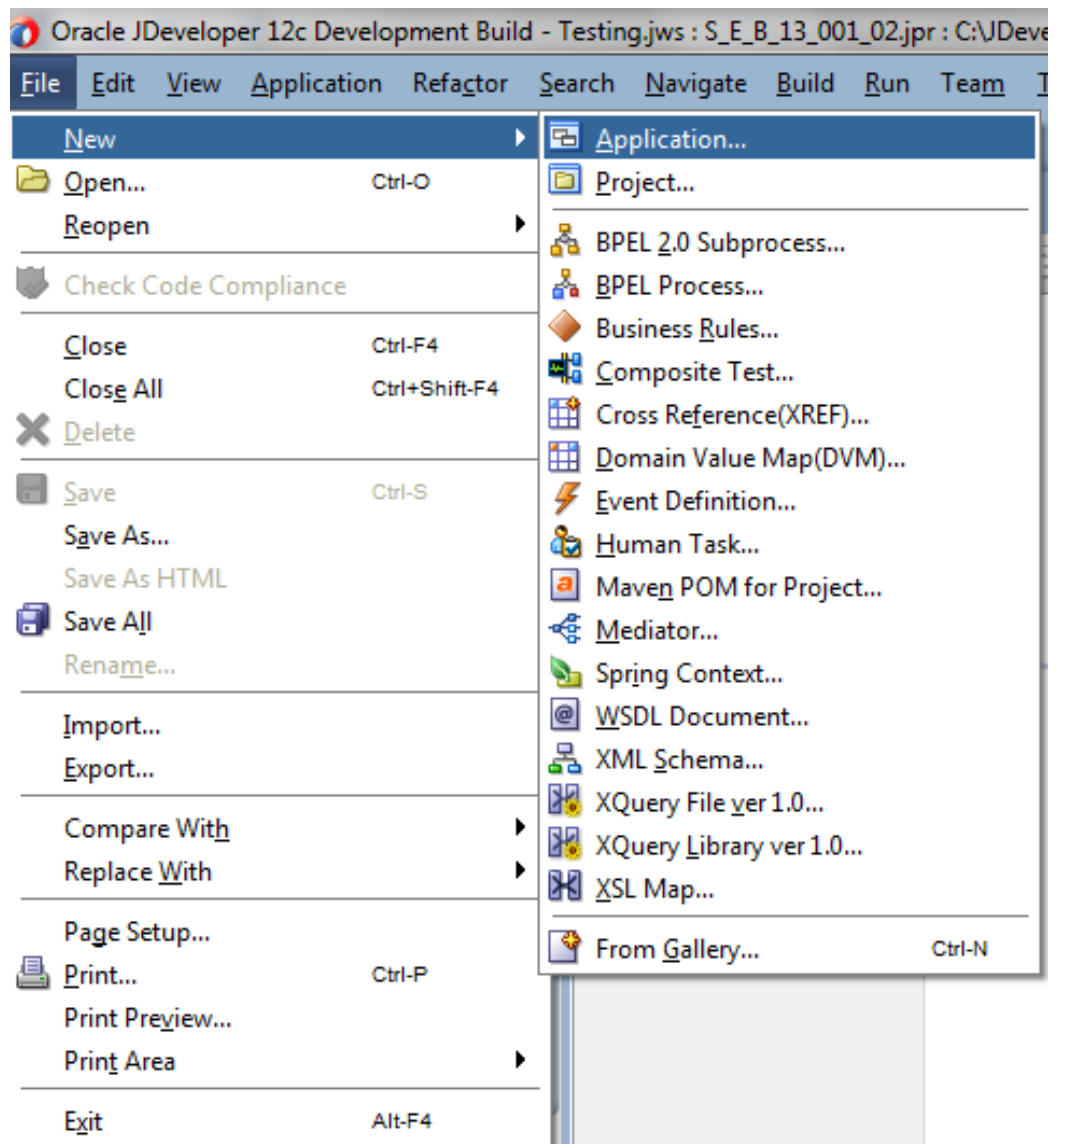 Oracle JDeveloper 12c Development Build - Testing.jws : S_E_B_13_001_02.jpr : C:\JDeve
File Edit View Application Refactor Search Navigate Build Run Team
New
Open... Ctrl-O
Reopen
Check Code Compliance
Close Ctrl-F4
Close All Ctrl+Shift-F4
Delete
Save Ctrl-S
Save As...
Save As HTML
Save All
Rename...
Import...
Export...
Compare With
Replace With
Page Setup...
Print... Ctrl-P
Print Preview...
Print Area
Exit Alt-F4
Application...
Project...
BPEL 2.0 Subprocess...
BPEL Process...
Business Rules...
Composite Test...
Cross Reference(XREF)...
Domain Value Map(DVM)...
Event Definition...
Human Task...
Maven POM for Project...
Mediator...
Spring Context...
WSDL Document...
XML Schema...
XQuery File ver 1.0...
XQuery Library ver 1.0...
XSL Map...
From Gallery... Ctrl-N